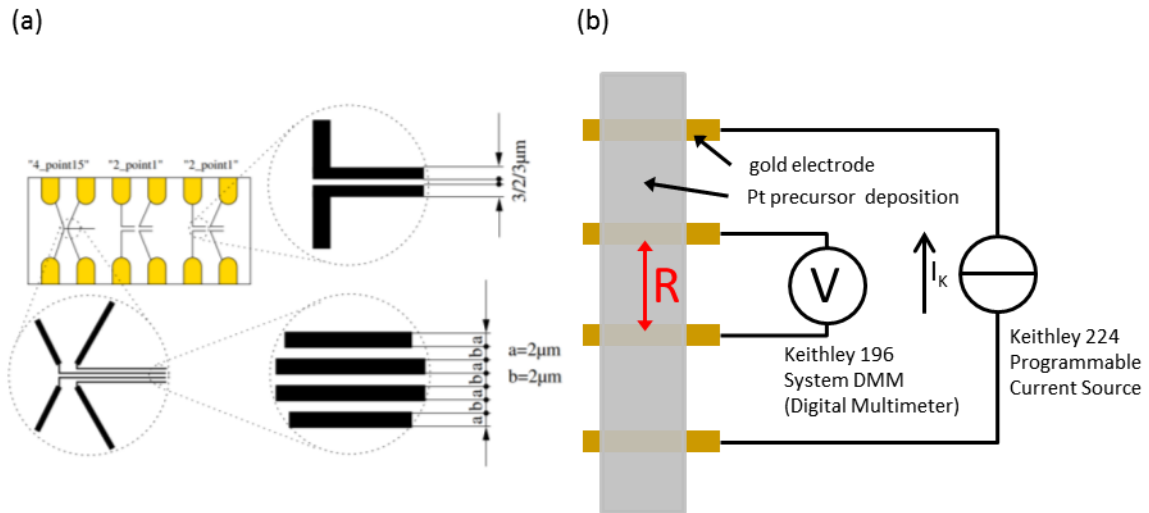 (a)
"4_point15" "2_point1" "2_point1"
3/2/3μm
a
b
a
b
a
b
a
a=2μm
b=2μm
(b)
gold electrode
Pt precursor deposition
R
V
I_K
Keithley 196
System DMM
(Digital Multimeter)
Keithley 224
Programmable
Current Source